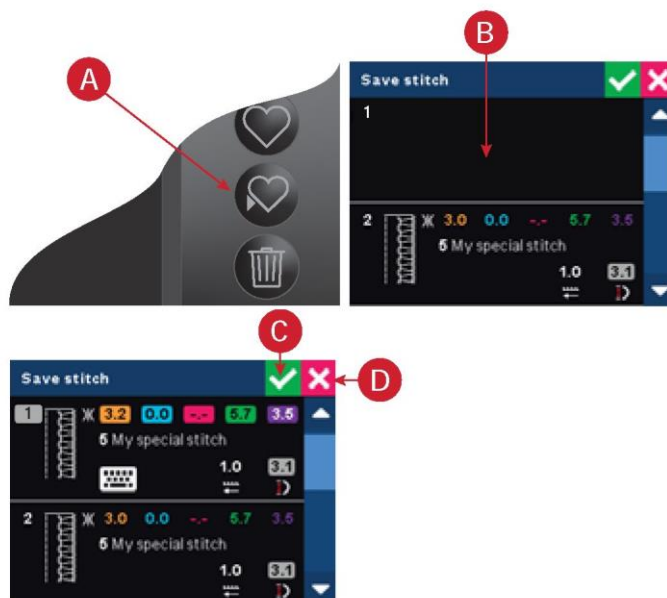 A
B
Save stitch
1
2 3.0 0.0 -.- 5.7 3.5
5 My special stitch
1.0 3.1
C
D
Save stitch
1 3.2 0.0 -.- 5.7 3.5
5 My special stitch
1.0 3.1
2 3.0 0.0 -.- 5.7 3.5
5 My special stitch
1.0 3.1